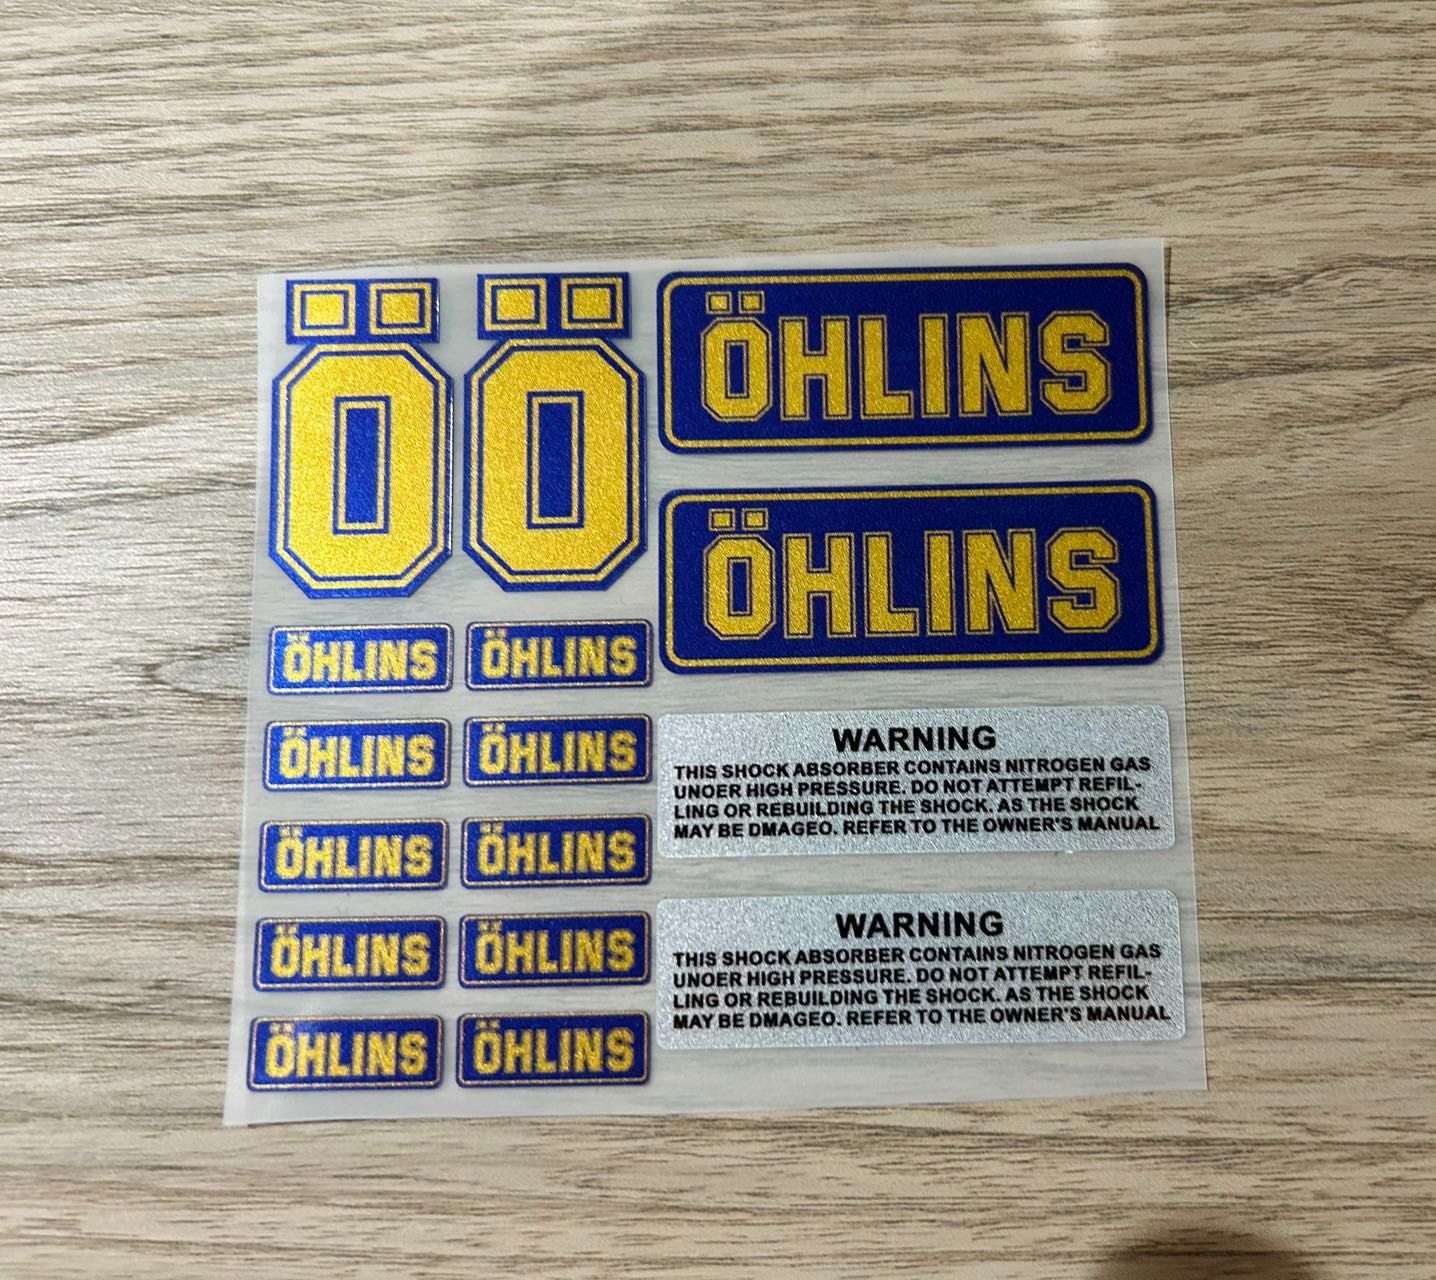 Ö Ö
ÖHLINS
ÖHLINS
ÖHLINS ÖHLINS
ÖHLINS ÖHLINS
ÖHLINS ÖHLINS
ÖHLINS ÖHLINS
ÖHLINS ÖHLINS
WARNING
THIS SHOCK ABSORBER CONTAINS NITROGEN GAS
UNOER HIGH PRESSURE. DO NOT ATTEMPT REFIL-
LING OR REBUILDING THE SHOCK. AS THE SHOCK
MAY BE DMAGEO. REFER TO THE OWNER'S MANUAL
WARNING
THIS SHOCK ABSORBER CONTAINS NITROGEN GAS
UNOER HIGH PRESSURE. DO NOT ATTEMPT REFIL-
LING OR REBUILDING THE SHOCK. AS THE SHOCK
MAY BE DMAGEO. REFER TO THE OWNER'S MANUAL